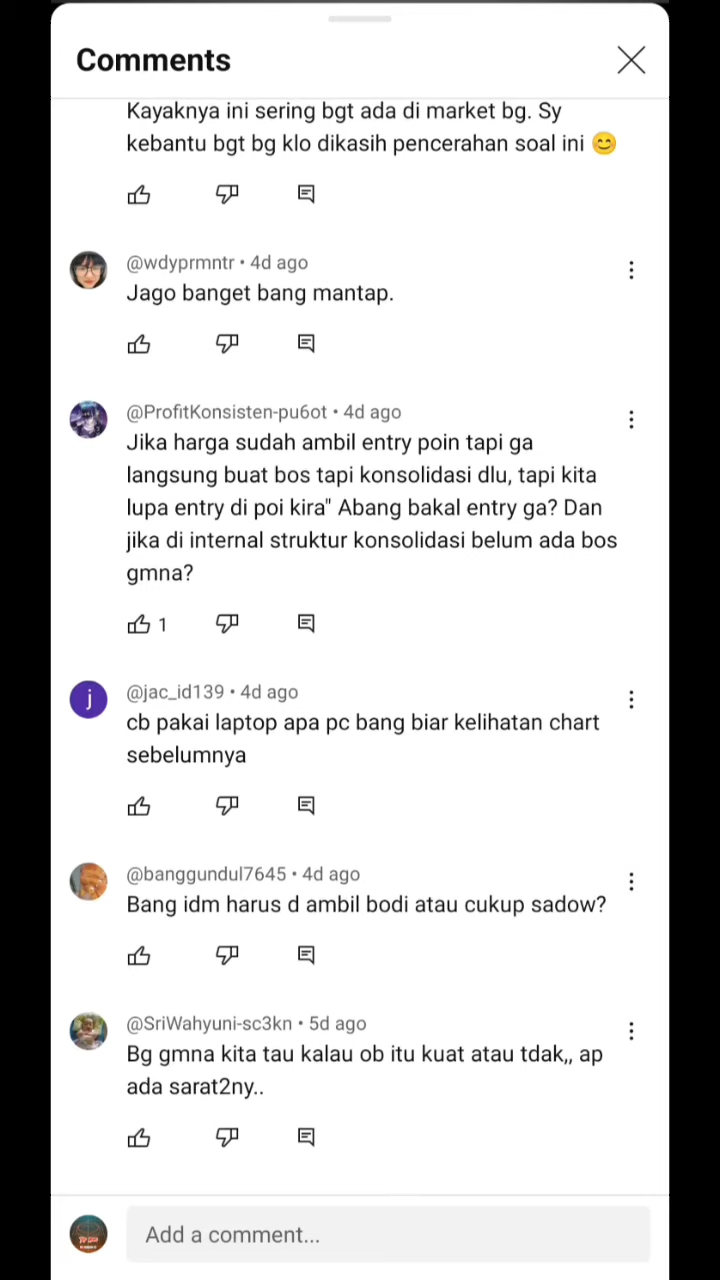 Comments
Kayaknya ini sering bgt ada di market bg. Sy
kebantu bgt bg klo dikasih pencerahan soal ini 😊
@wdyprmntr • 4d ago
Jago banget bang mantap.
@ProfitKonsisten-pu6ot • 4d ago
Jika harga sudah ambil entry poin tapi ga
langsung buat bos tapi konsolidasi dlu, tapi kita
lupa entry di poi kira" Abang bakal entry ga? Dan
jika di internal struktur konsolidasi belum ada bos
gmna?
1
j
@jac_id139 • 4d ago
cb pakai laptop apa pc bang biar kelihatan chart
sebelumnya
@banggundul7645 • 4d ago
Bang idm harus d ambil bodi atau cukup sadow?
@SriWahyuni-sc3kn • 5d ago
Bg gmna kita tau kalau ob itu kuat atau tdak,, ap
ada sarat2ny..
Add a comment...